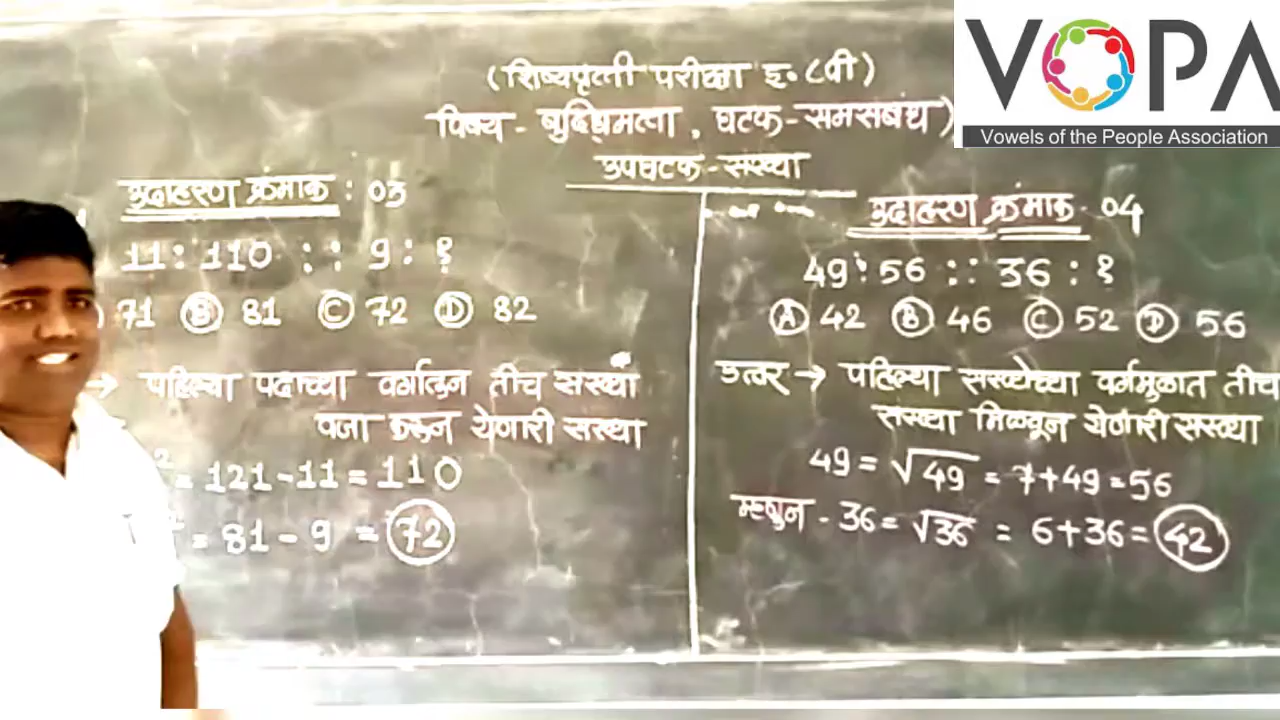 VOPA
Vowels of the People Association
(शिष्यवृत्ती परीक्षा इ. ८वी)
विषय - बुद्धिमत्ता, घटक - समसबंध)
उपघटक - संख्या
उदाहरण क्रंमाक : 03
11 : 110 : : 9 : ?
71 Ⓑ 81 Ⓒ 72 Ⓓ 82
→ पहिल्या पदाच्या वर्गातून तीच संख्या
वजा करून येणारी संख्या
2 = 121 - 11 = 110
= 81 - 9 = 72
उदाहरण क्रंमाक - 04
49 : 56 : : 36 : ?
Ⓐ 42 Ⓑ 46 Ⓒ 52 Ⓓ 56
उत्तर → पहिल्या संख्येच्या वर्गमुळात तीच
संख्या मिळवून येणारी संख्या
49 = √49 = 7+49 = 56
म्हणुन - 36 = √36 = 6+36 = 42